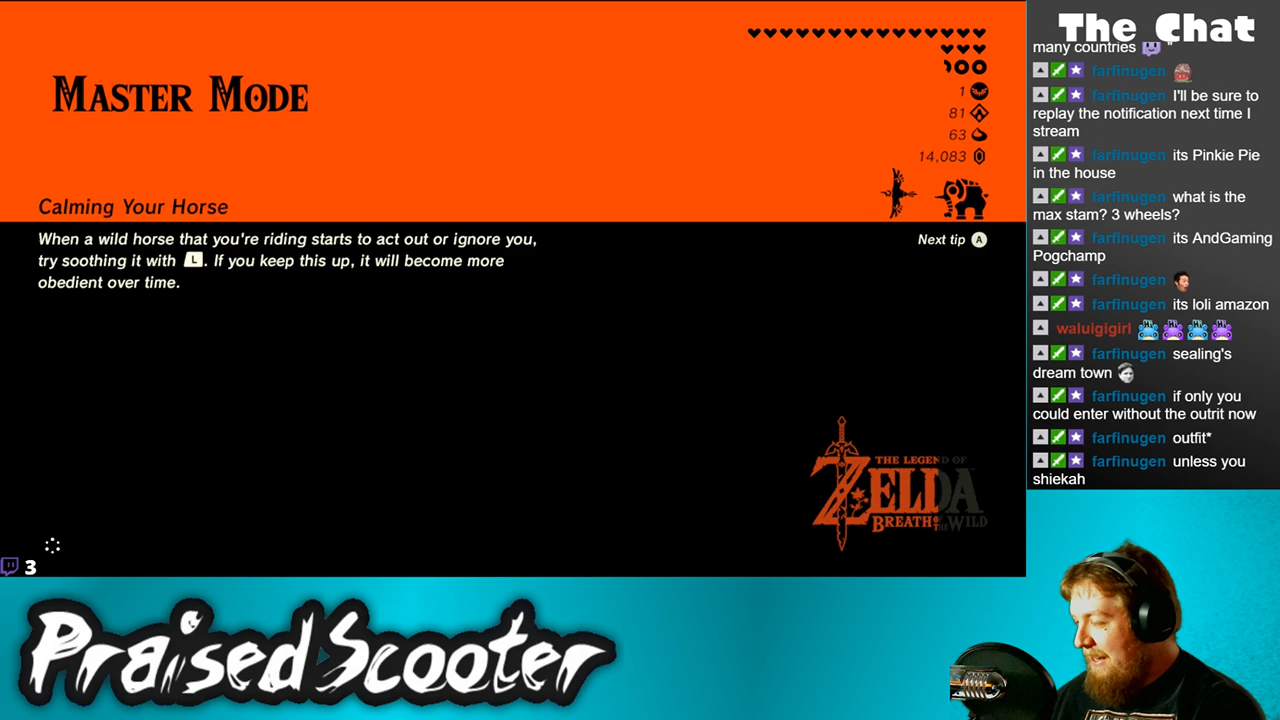 MASTER MODE
1
81
63
14,083
Calming Your Horse
When a wild horse that you're riding starts to act out or ignore you,
try soothing it with L. If you keep this up, it will become more
obedient over time.
Next tip A
THE LEGEND OF
ZELDA
BREATH OF THE WILD
3
PraisedScooter
The Chat
many countries "
farfinugen
farfinugen I'll be sure to
replay the notification next time I
stream
farfinugen its Pinkie Pie
in the house
farfinugen what is the
max stam? 3 wheels?
farfinugen its AndGaming
Pogchamp
farfinugen
farfinugen its loli amazon
waluigigirl Hi Hi Hi Hi
farfinugen sealing's
dream town
farfinugen if only you
could enter without the outrit now
farfinugen outfit*
farfinugen unless you
shiekah